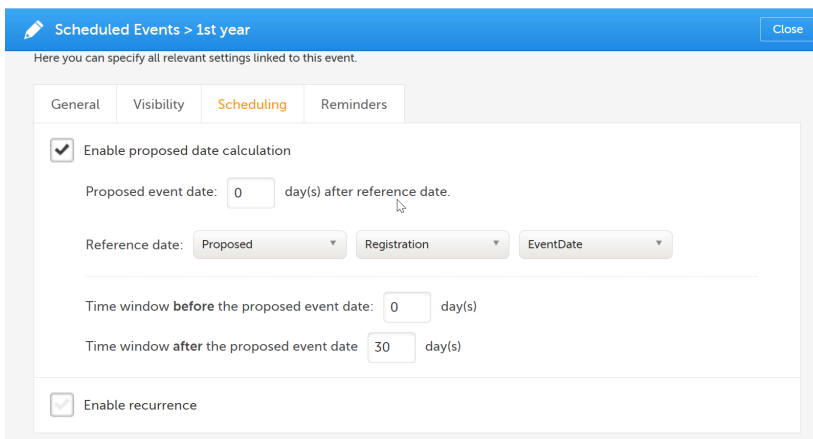 Scheduled Events > 1st year
Close
Here you can specify all relevant settings linked to this event.
General Visibility Scheduling Reminders
Enable proposed date calculation
Proposed event date: 0 day(s) after reference date.
Reference date: Proposed Registration EventDate
Time window before the proposed event date: 0 day(s)
Time window after the proposed event date 30 day(s)
Enable recurrence